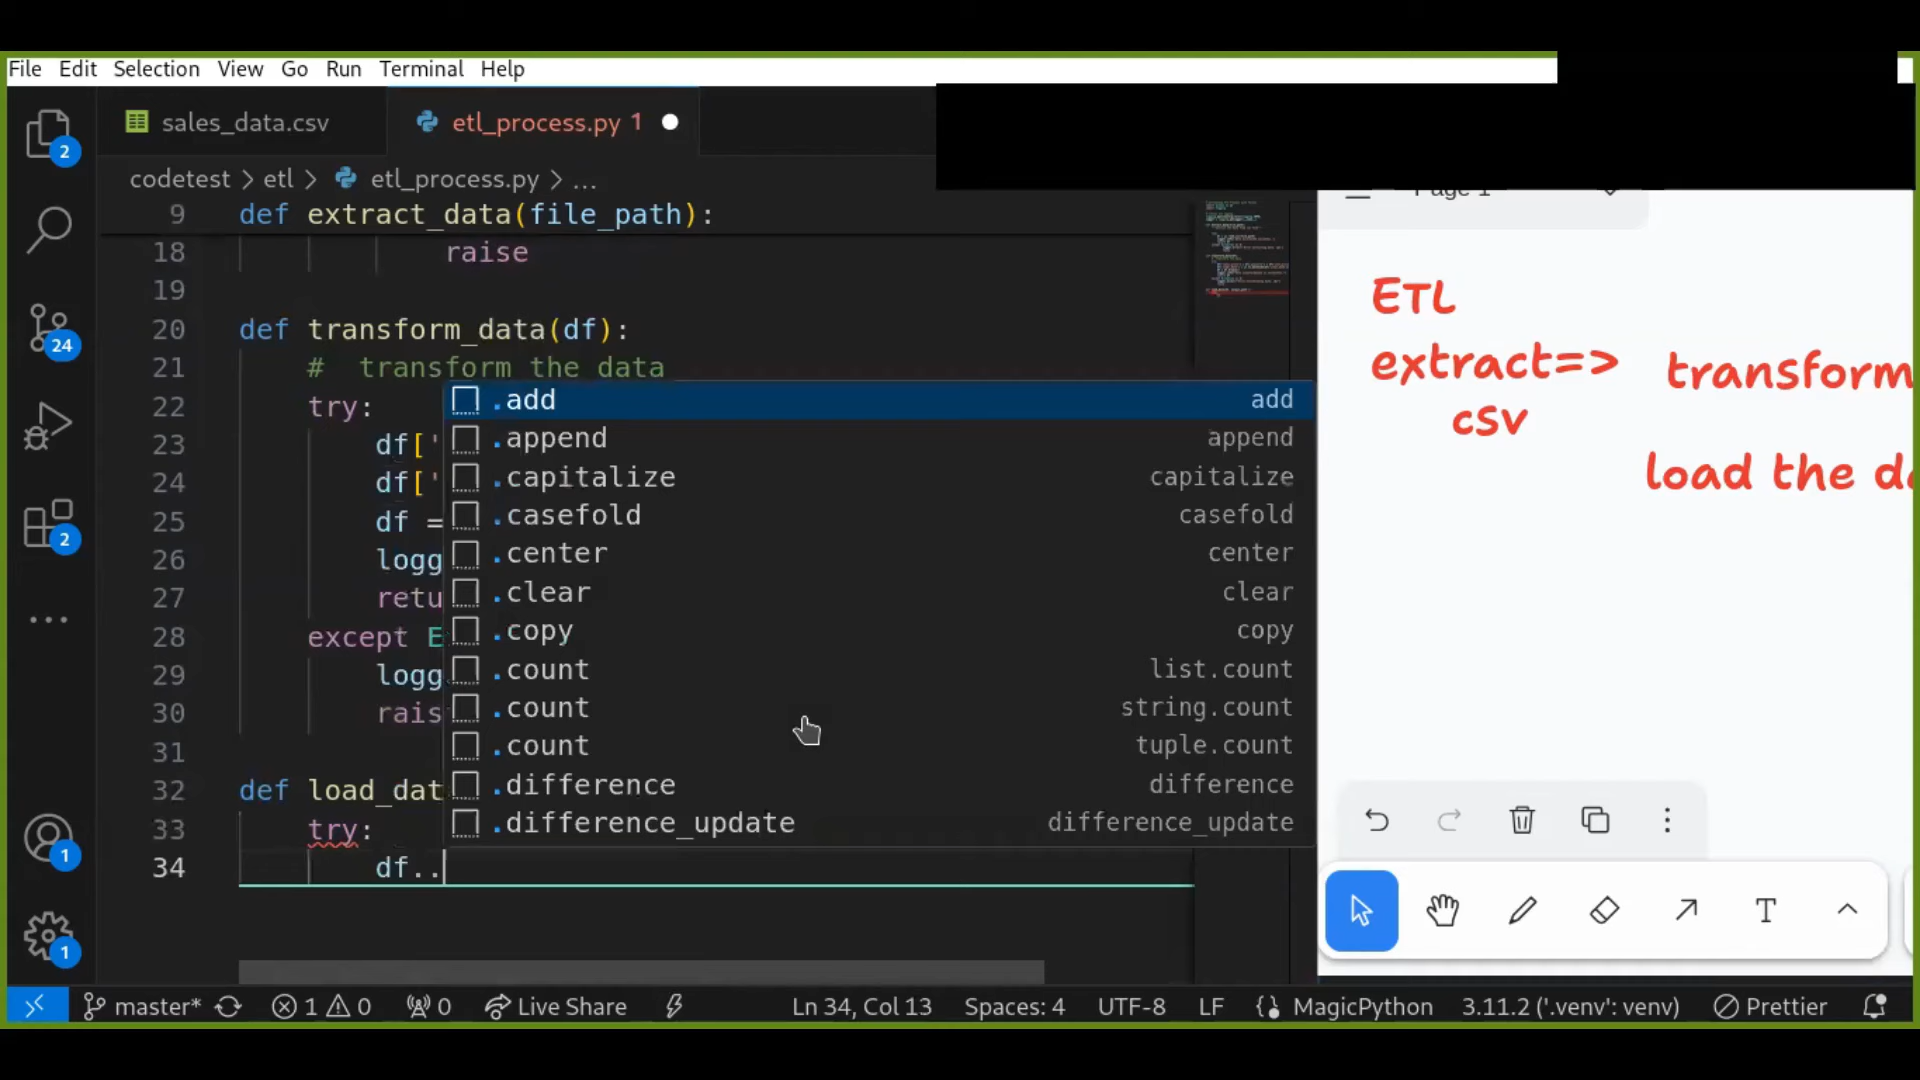 File Edit Selection View Go Run Terminal Help
sales_data.csv
etl_process.py 1
codetest > etl > etl_process.py > ...
9 def extract_data(file_path):
18 raise
19
20 def transform_data(df):
21 # transform the data
22 try:
23 df['
24 df['
25 df =
26 logg
27 retu
28 except E
29 logg
30 rais
31
32 def load_dat
33 try:
34 df..
.add add
.append append
.capitalize capitalize
.casefold casefold
.center center
.clear clear
.copy copy
.count list.count
.count string.count
.count tuple.count
.difference difference
.difference_update difference_update
2
24
2
1
1
Page 1
ETL
extract=> transform
csv
load the da
T
master* 1 0 0 Live Share Ln 34, Col 13 Spaces: 4 UTF-8 LF {} MagicPython 3.11.2 ('.venv': venv) Prettier